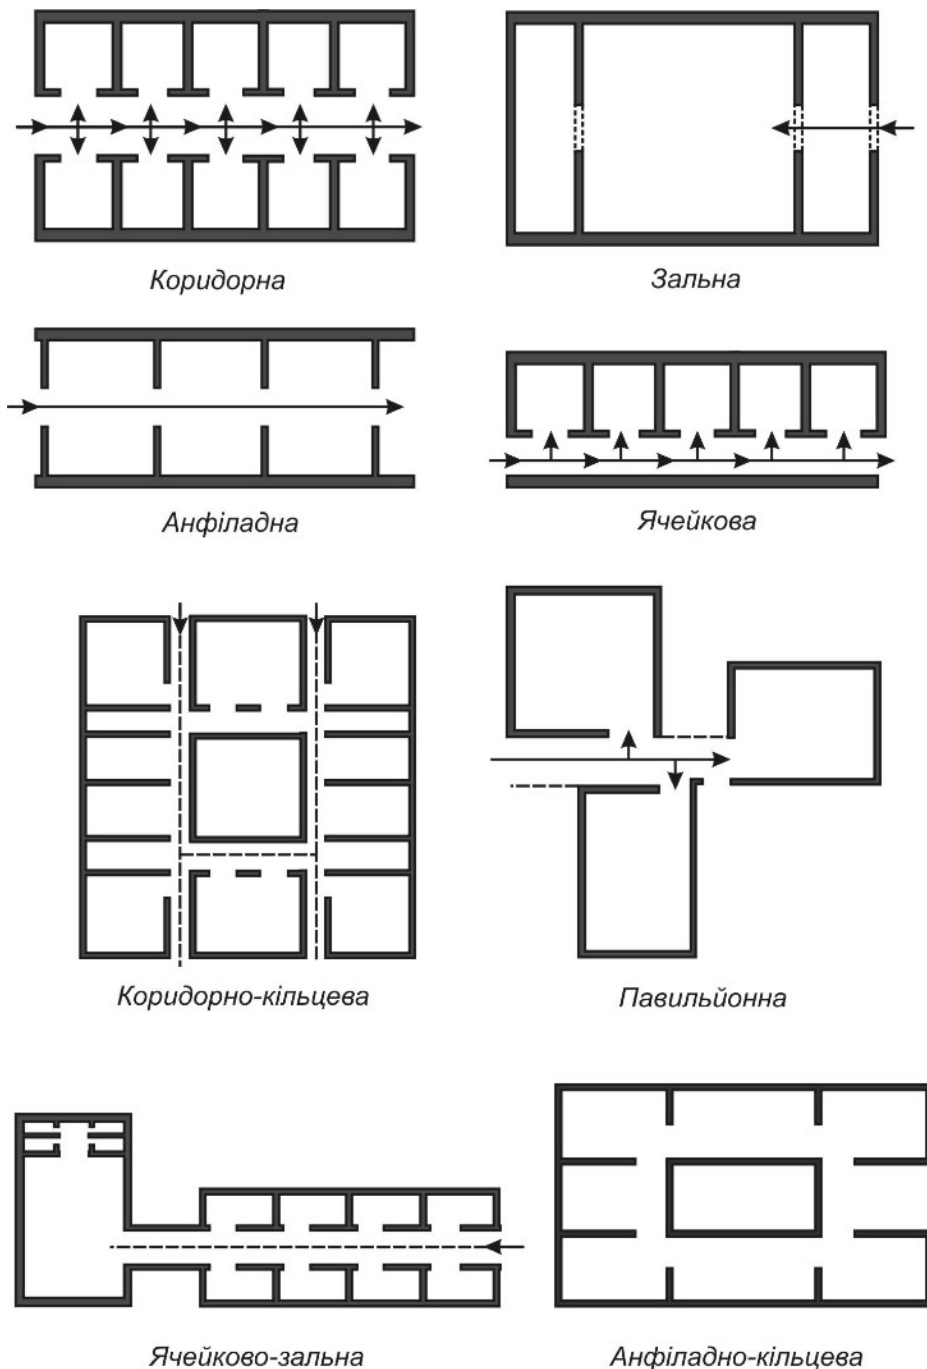 Коридорна
Зальна
Анфіладна
Ячейкова
Коридорно-кільцева
Павильйонна
Ячейково-зальна
Анфіладно-кільцева